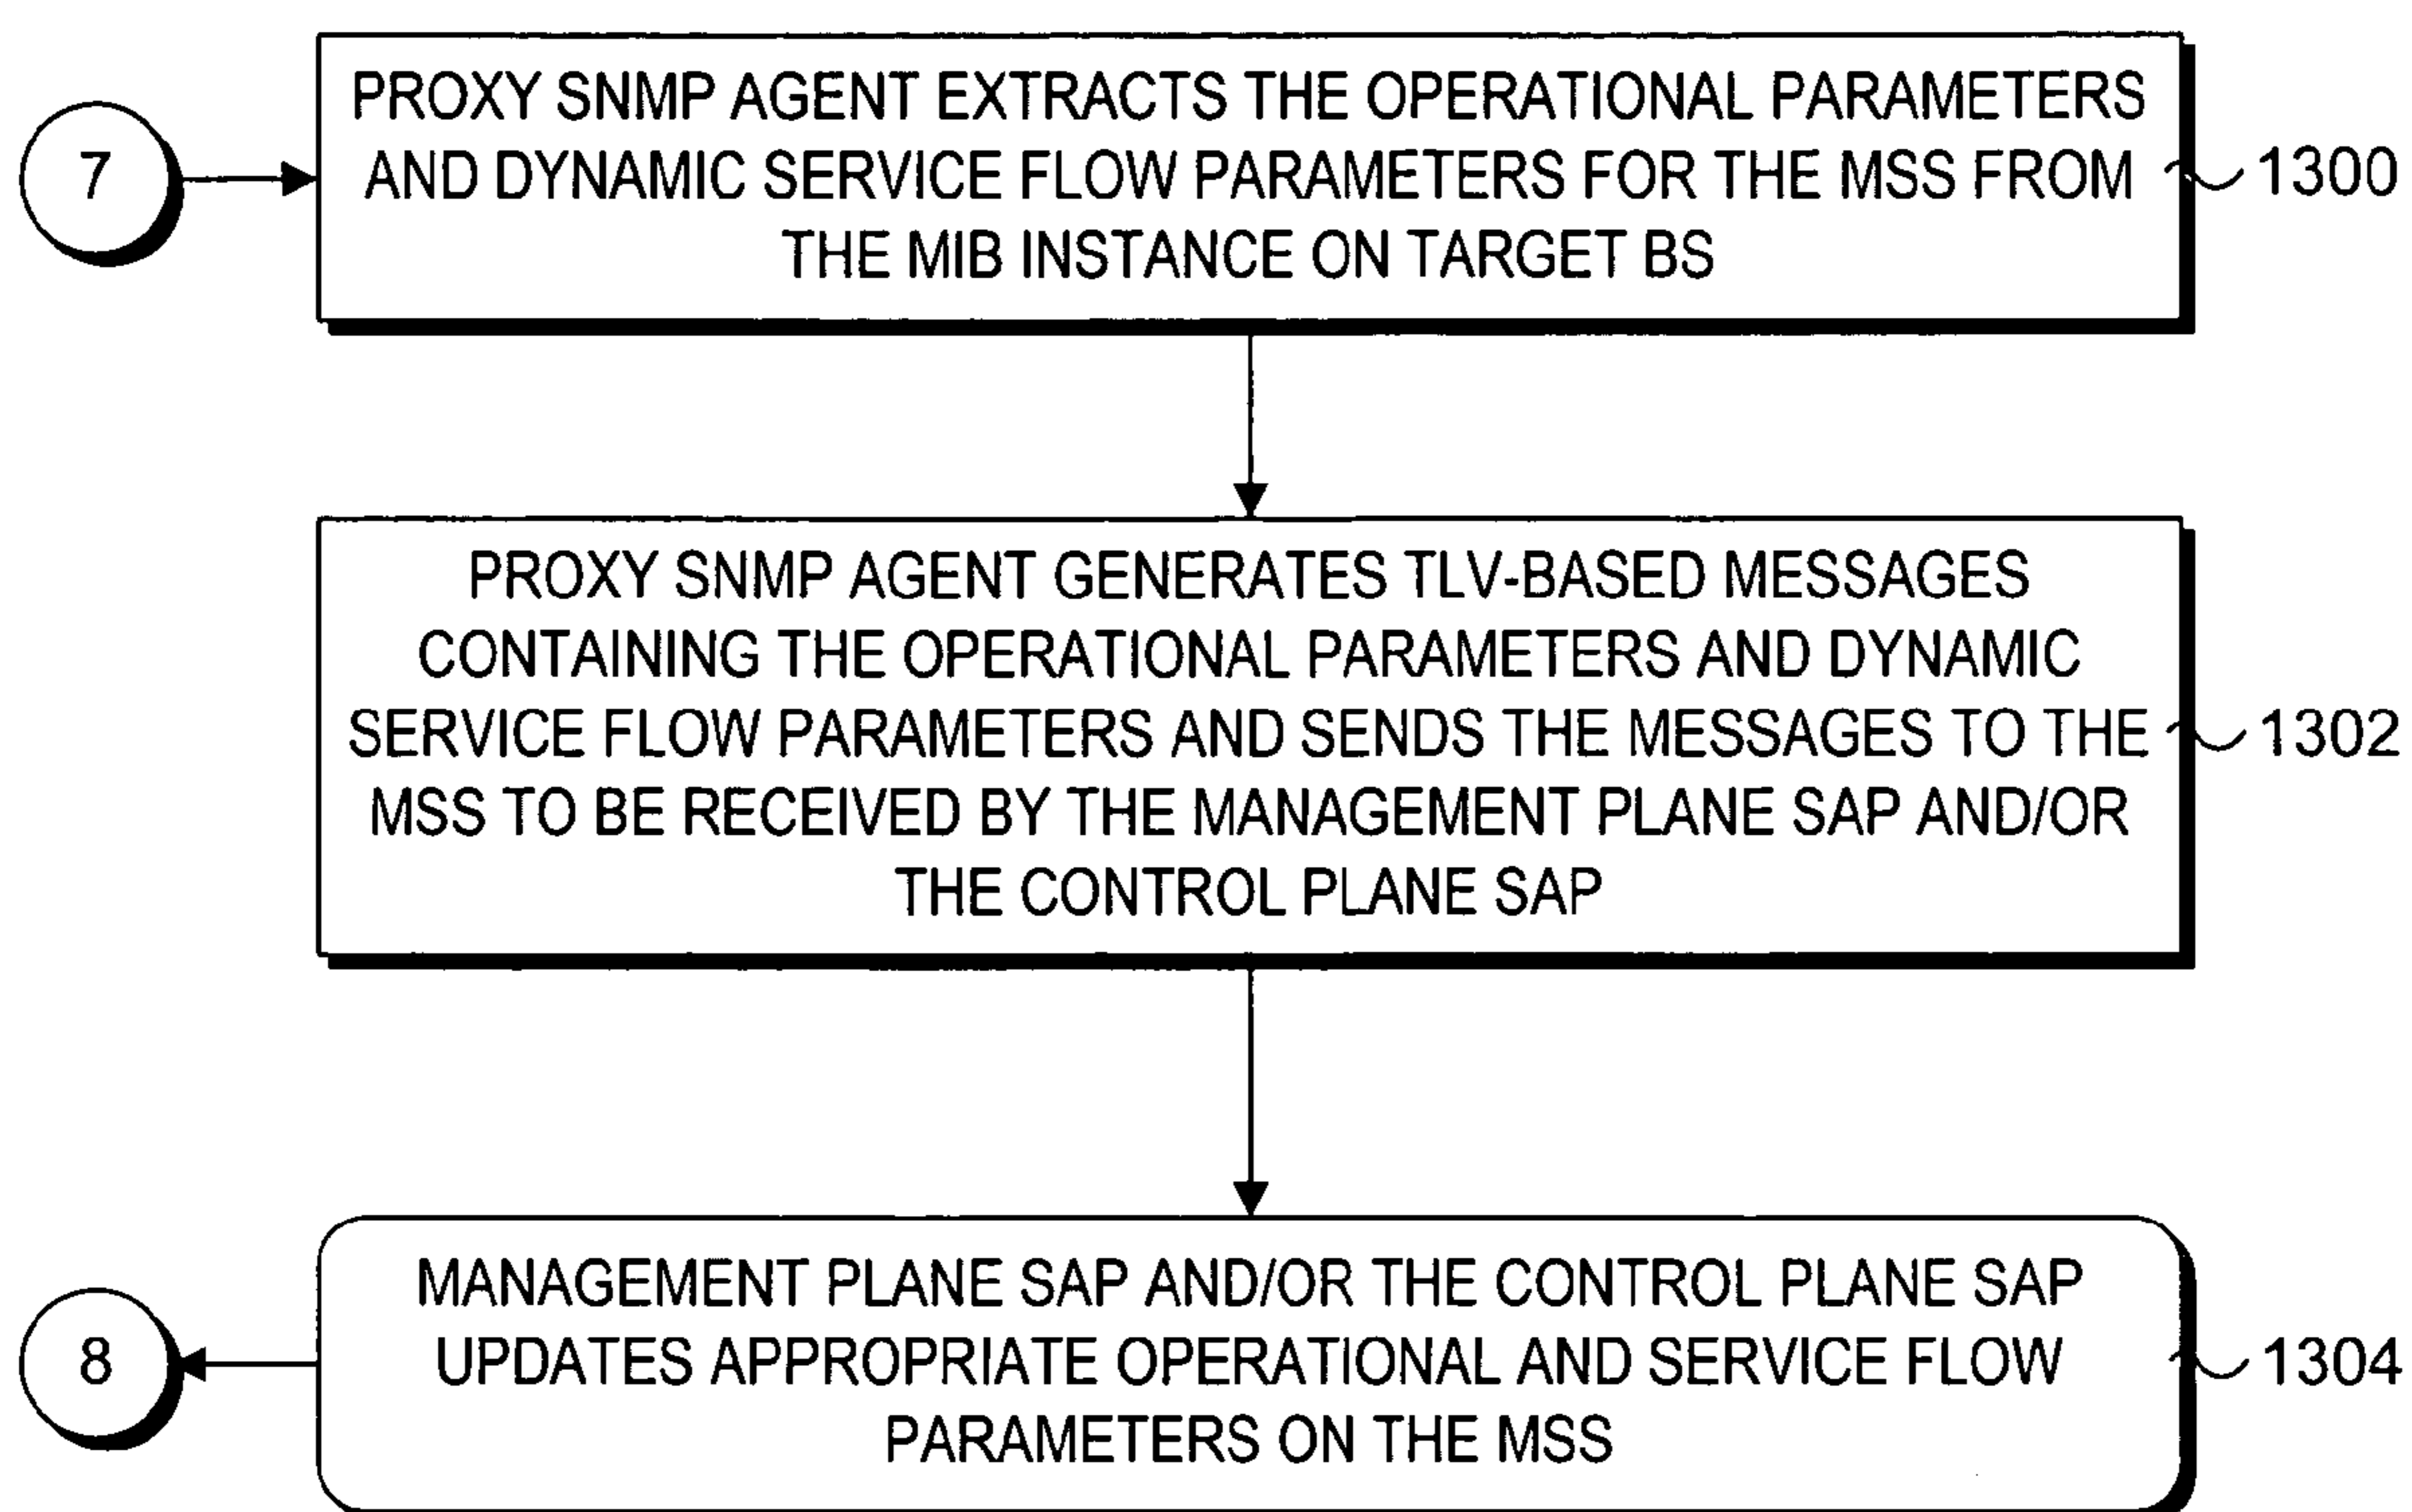 PROXY SNMP AGENT EXTRACTS THE OPERATIONAL PARAMETERS
AND DYNAMIC SERVICE FLOW PARAMETERS FOR THE MSS FROM
THE MIB INSTANCE ON TARGET BS
7
1300
PROXY SNMP AGENT GENERATES TLV-BASED MESSAGES
CONTAINING THE OPERATIONAL PARAMETERS AND DYNAMIC
SERVICE FLOW PARAMETERS AND SENDS THE MESSAGES TO THE
MSS TO BE RECEIVED BY THE MANAGEMENT PLANE SAP AND/OR
THE CONTROL PLANE SAP
1302
MANAGEMENT PLANE SAP AND/OR THE CONTROL PLANE SAP
UPDATES APPROPRIATE OPERATIONAL AND SERVICE FLOW
PARAMETERS ON THE MSS
8
1304